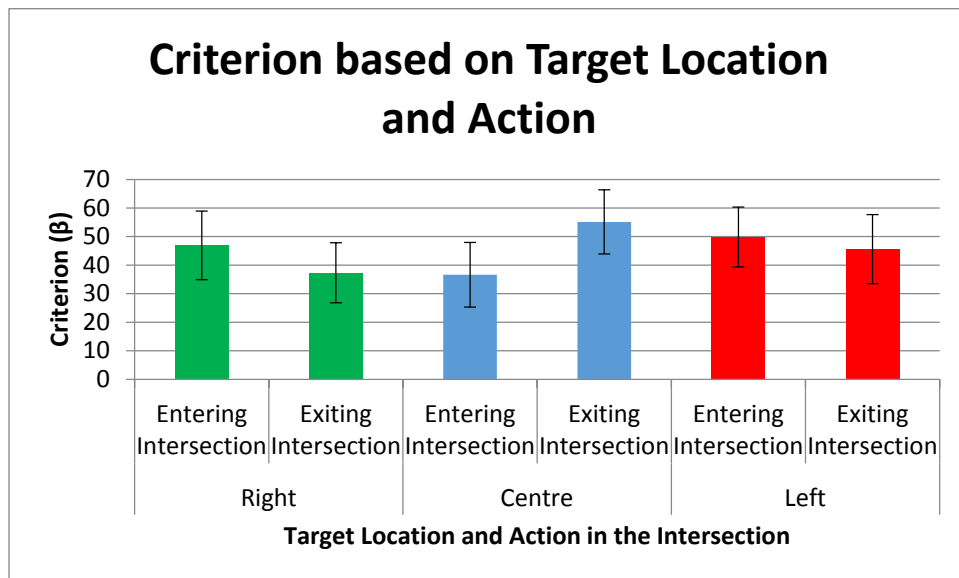 Criterion based on Target Location
and Action
Criterion (β)
70
60
50
40
30
20
10
0
Entering Intersection
Exiting Intersection
Entering Intersection
Exiting Intersection
Entering Intersection
Exiting Intersection
Right
Centre
Left
Target Location and Action in the Intersection